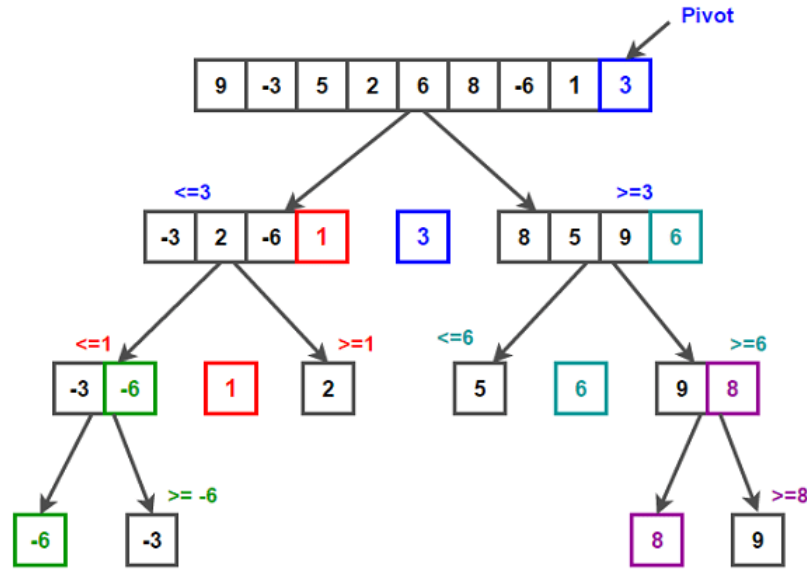 Pivot
9 -3 5 2 6 8 -6 1 3
<=3 >=3
-3 2 -6 1 3 8 5 9 6
<=1 >=1 <=6 >=6
-3 -6 1 2 5 6 9 8
>= -6 >=8
-6 -3 8 9